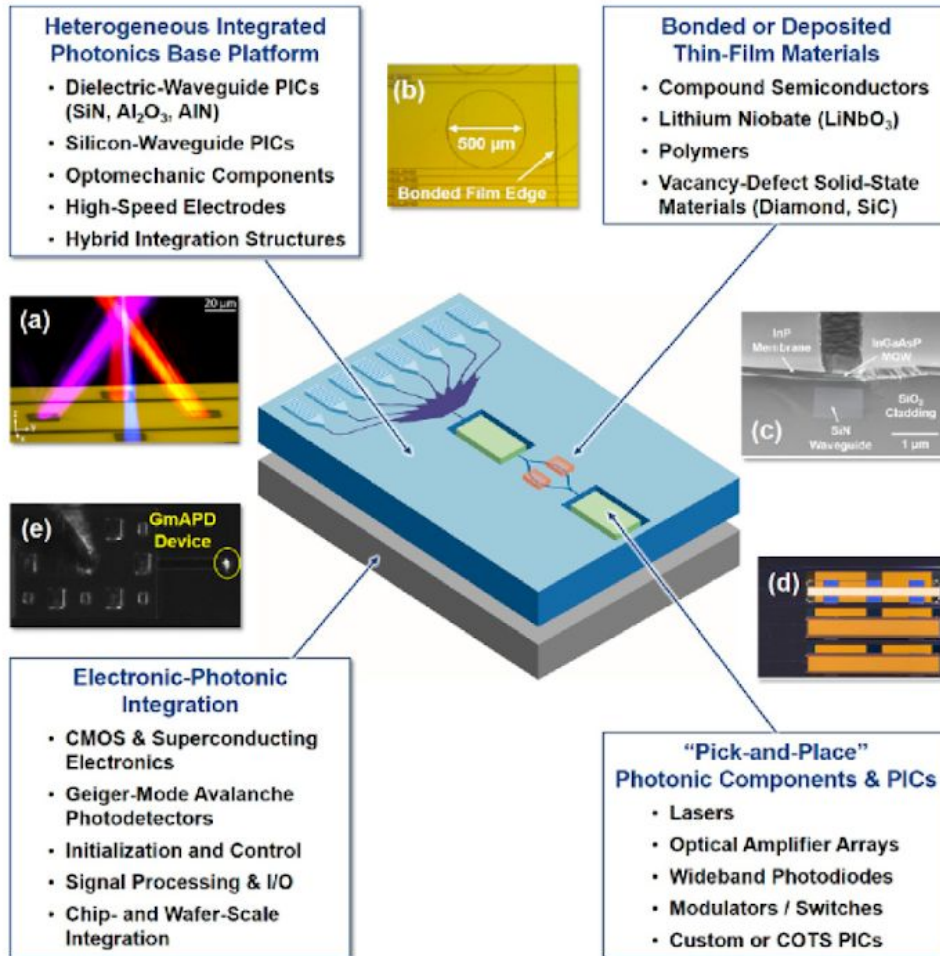 Heterogeneous Integrated
Photonics Base Platform
• Dielectric-Waveguide PICs
(SiN, Al₂O₃, AlN)
• Silicon-Waveguide PICs
• Optomechanic Components
• High-Speed Electrodes
• Hybrid Integration Structures
(b)
500 µm
Bonded Film Edge
Bonded or Deposited
Thin-Film Materials
• Compound Semiconductors
• Lithium Niobate (LiNbO₃)
• Polymers
• Vacancy-Defect Solid-State
Materials (Diamond, SiC)
(a)
20 µm
InP
Membrane
InGaAsP
MQW
SiO₂
Cladding
SiN
Waveguide
1 µm
(c)
(e)
GmAPD
Device
(d)
Electronic-Photonic
Integration
• CMOS & Superconducting
Electronics
• Geiger-Mode Avalanche
Photodetectors
• Initialization and Control
• Signal Processing & I/O
• Chip- and Wafer-Scale
Integration
“Pick-and-Place”
Photonic Components & PICs
• Lasers
• Optical Amplifier Arrays
• Wideband Photodiodes
• Modulators / Switches
• Custom or COTS PICs